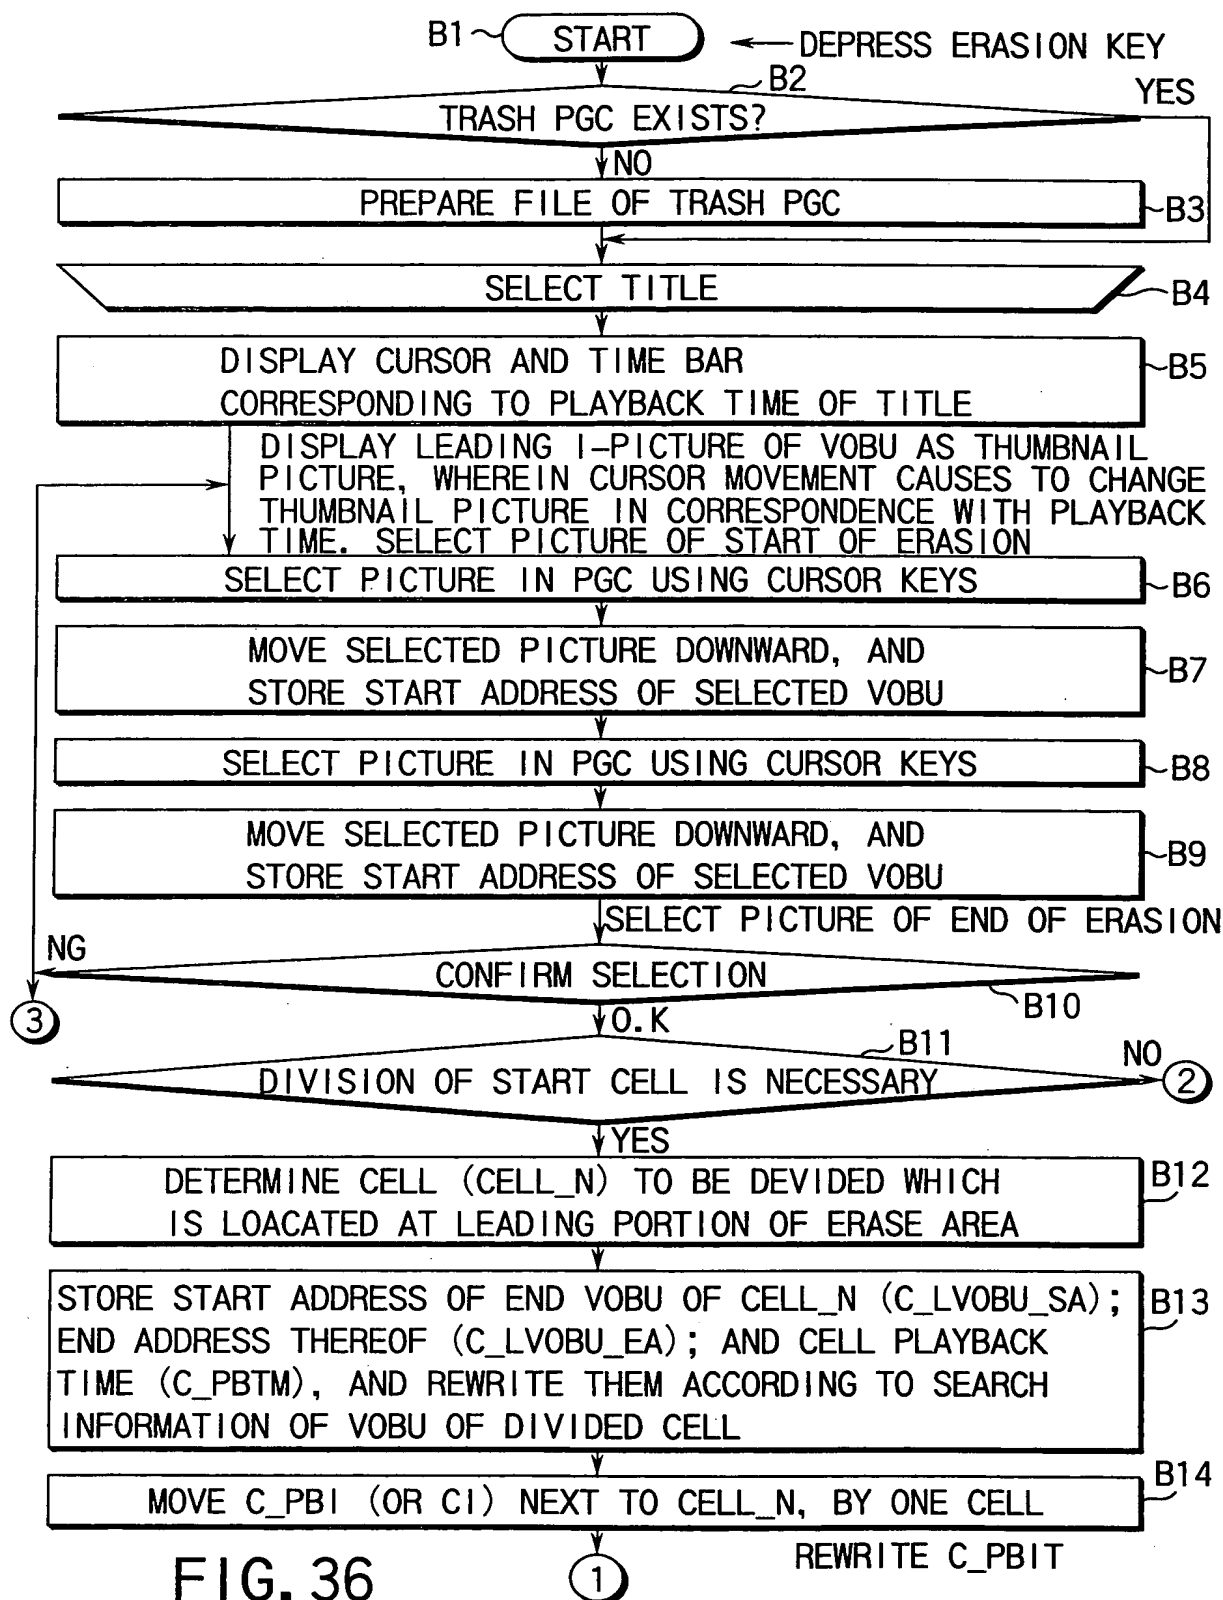 B1
START
DEPRESS ERASION KEY
B2
YES
TRASH PGC EXISTS?
NO
PREPARE FILE OF TRASH PGC
B3
SELECT TITLE
B4
DISPLAY CURSOR AND TIME BAR
CORRESPONDING TO PLAYBACK TIME OF TITLE
B5
DISPLAY LEADING I-PICTURE OF VOBU AS THUMBNAIL
PICTURE, WHEREIN CURSOR MOVEMENT CAUSES TO CHANGE
THUMBNAIL PICTURE IN CORRESPONDENCE WITH PLAYBACK
TIME. SELECT PICTURE OF START OF ERASION
SELECT PICTURE IN PGC USING CURSOR KEYS
B6
MOVE SELECTED PICTURE DOWNWARD, AND
STORE START ADDRESS OF SELECTED VOBU
B7
SELECT PICTURE IN PGC USING CURSOR KEYS
B8
MOVE SELECTED PICTURE DOWNWARD, AND
STORE START ADDRESS OF SELECTED VOBU
B9
SELECT PICTURE OF END OF ERASION
NG
CONFIRM SELECTION
B10
3
O.K
B11
NO
DIVISION OF START CELL IS NECESSARY
2
YES
DETERMINE CELL (CELL_N) TO BE DEVIDED WHICH
IS LOACATED AT LEADING PORTION OF ERASE AREA
B12
STORE START ADDRESS OF END VOBU OF CELL_N (C_LVOBU_SA);
END ADDRESS THEREOF (C_LVOBU_EA); AND CELL PLAYBACK
TIME (C_PBTM), AND REWRITE THEM ACCORDING TO SEARCH
INFORMATION OF VOBU OF DIVIDED CELL
B13
MOVE C_PBI (OR CI) NEXT TO CELL_N, BY ONE CELL
B14
REWRITE C_PBIT
1
FIG. 36